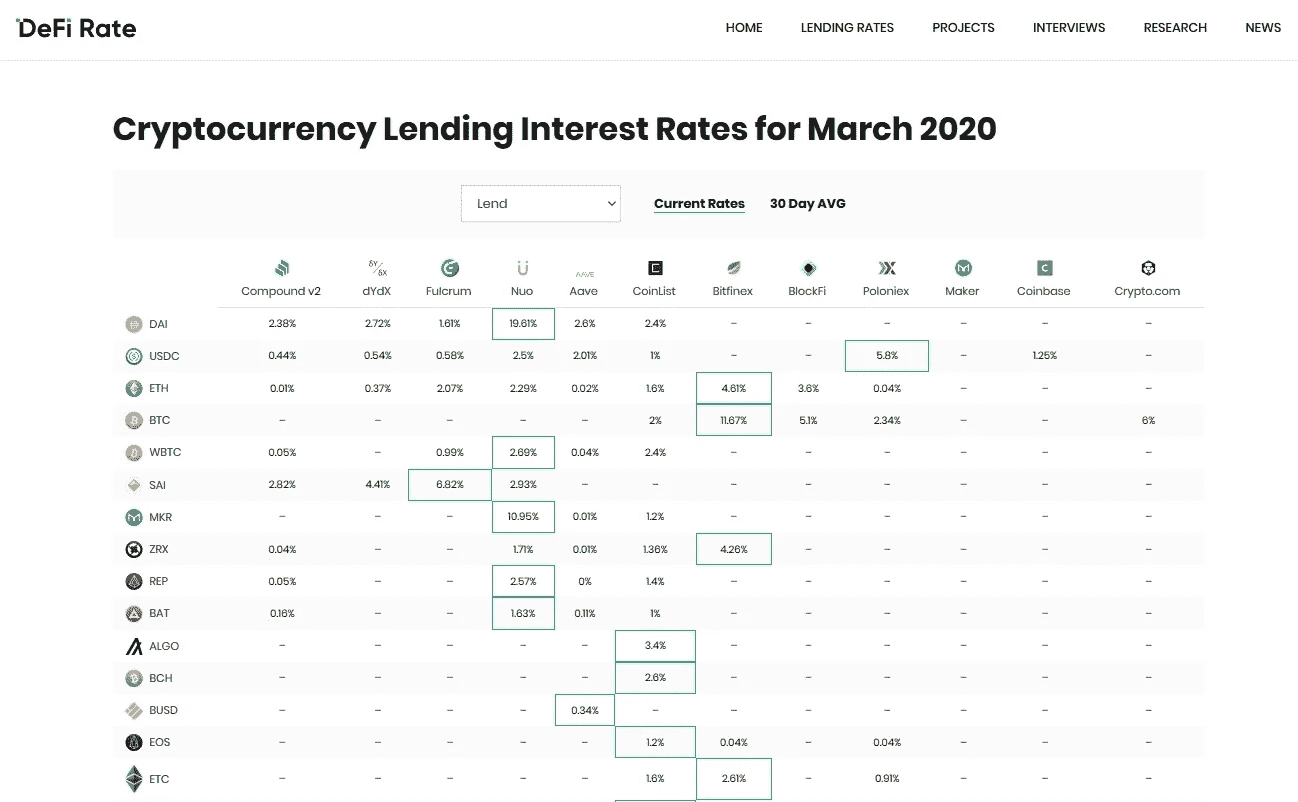 DeFi Rate HOME LENDING RATES PROJECTS INTERVIEWS RESEARCH NEWS
Cryptocurrency Lending Interest Rates for March 2020
Lend Current Rates 30 Day AVG
δY/δX AAVE
Compound v2 dYdX Fulcrum Nuo Aave CoinList Bitfinex BlockFi Poloniex Maker Coinbase Crypto.com
DAI 2.38% 2.72% 1.61% 19.61% 2.6% 2.4% – – – – – –
USDC 0.44% 0.54% 0.58% 2.5% 2.01% 1% – – 5.8% – 1.25% –
ETH 0.01% 0.37% 2.07% 2.29% 0.02% 1.6% 4.61% 3.6% 0.04% – – –
BTC – – – – – 2% 11.67% 5.1% 2.34% – – 6%
WBTC 0.05% – 0.99% 2.69% 0.04% 2.4% – – – – – –
SAI 2.82% 4.41% 6.82% 2.93% – – – – – – – –
MKR – – – 10.95% 0.01% 1.2% – – – – – –
ZRX 0.04% – – 1.71% 0.01% 1.36% 4.26% – – – – –
REP 0.05% – – 2.57% 0% 1.4% – – – – – –
BAT 0.16% – – 1.63% 0.11% 1% – – – – – –
ALGO – – – – – 3.4% – – – – – –
BCH – – – – – 2.6% – – – – – –
BUSD – – – – 0.34% – – – – – – –
EOS – – – – – 1.2% 0.04% – 0.04% – – –
ETC – – – – – 1.6% 2.61% – 0.91% – – –